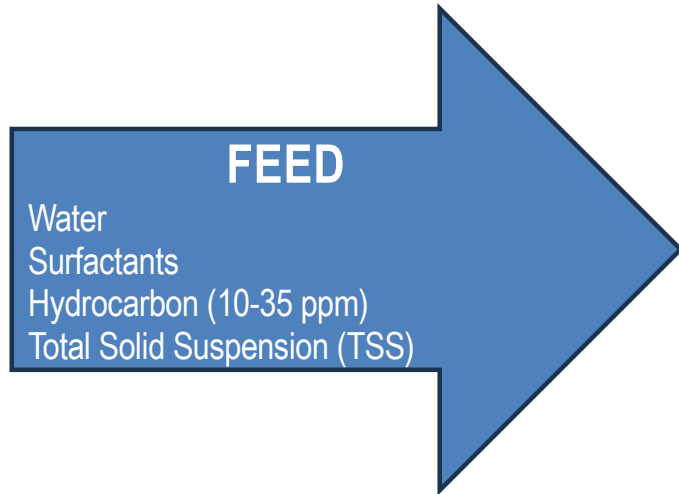 FEED
Water
Surfactants
Hydrocarbon (10-35 ppm)
Total Solid Suspension (TSS)